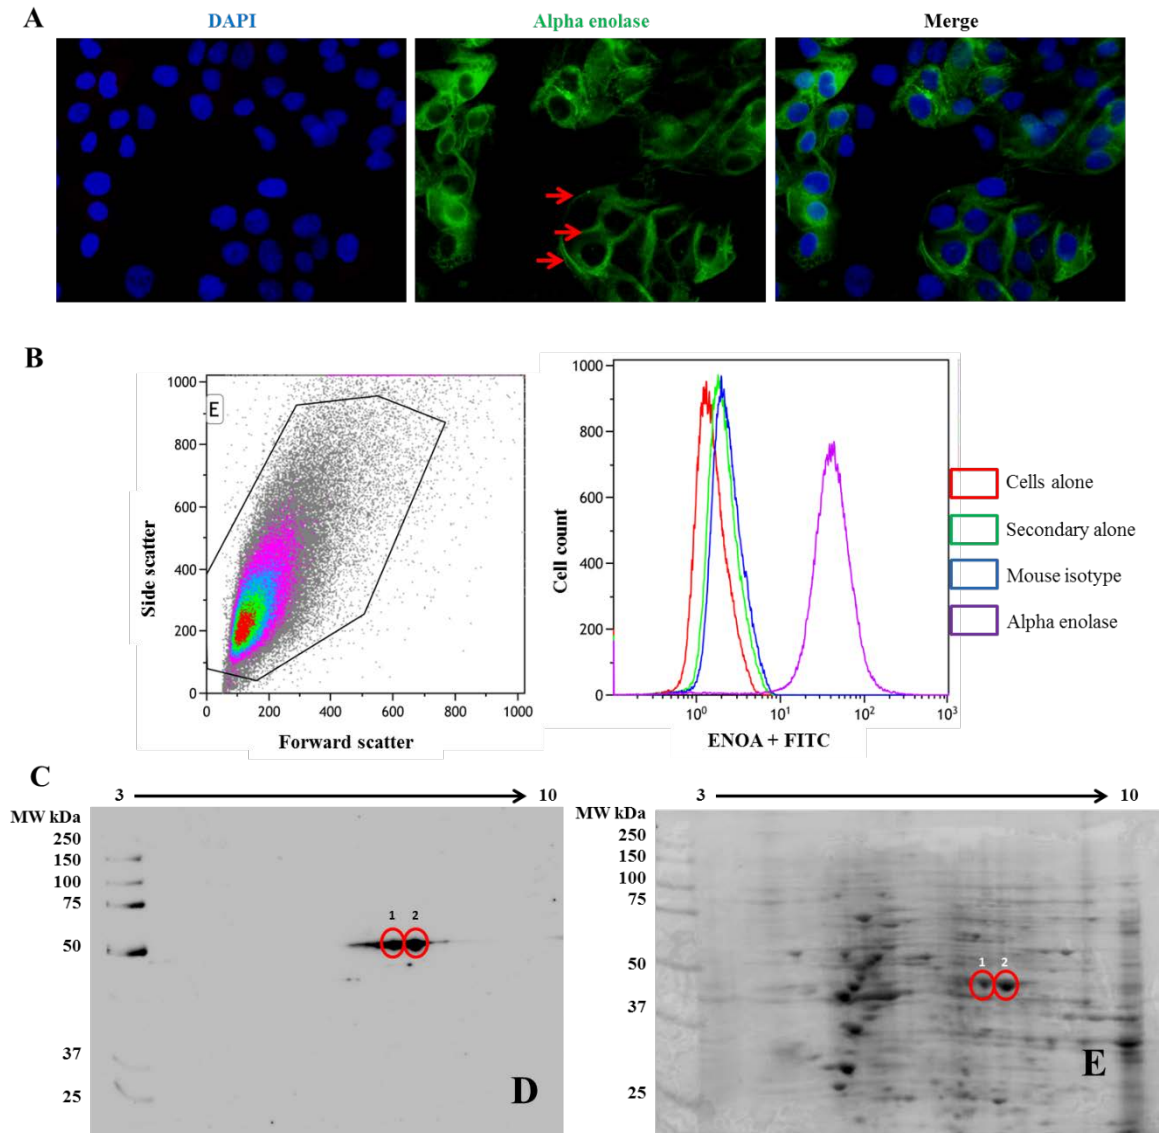 A
DAPI
Alpha enolase
Merge
B
Side scatter
1000
800
600
400
200
0
E
0 200 400 600 800 1000
Forward scatter
Cell count
1000
800
600
400
200
0
10⁰ 10¹ 10² 10³
ENOA + FITC
Cells alone
Secondary alone
Mouse isotype
Alpha enolase
C
3 10
MW kDa
250
150
100
75
50
37
25
1 2
D
3 10
MW kDa
250
150
100
75
50
37
25
1 2
E